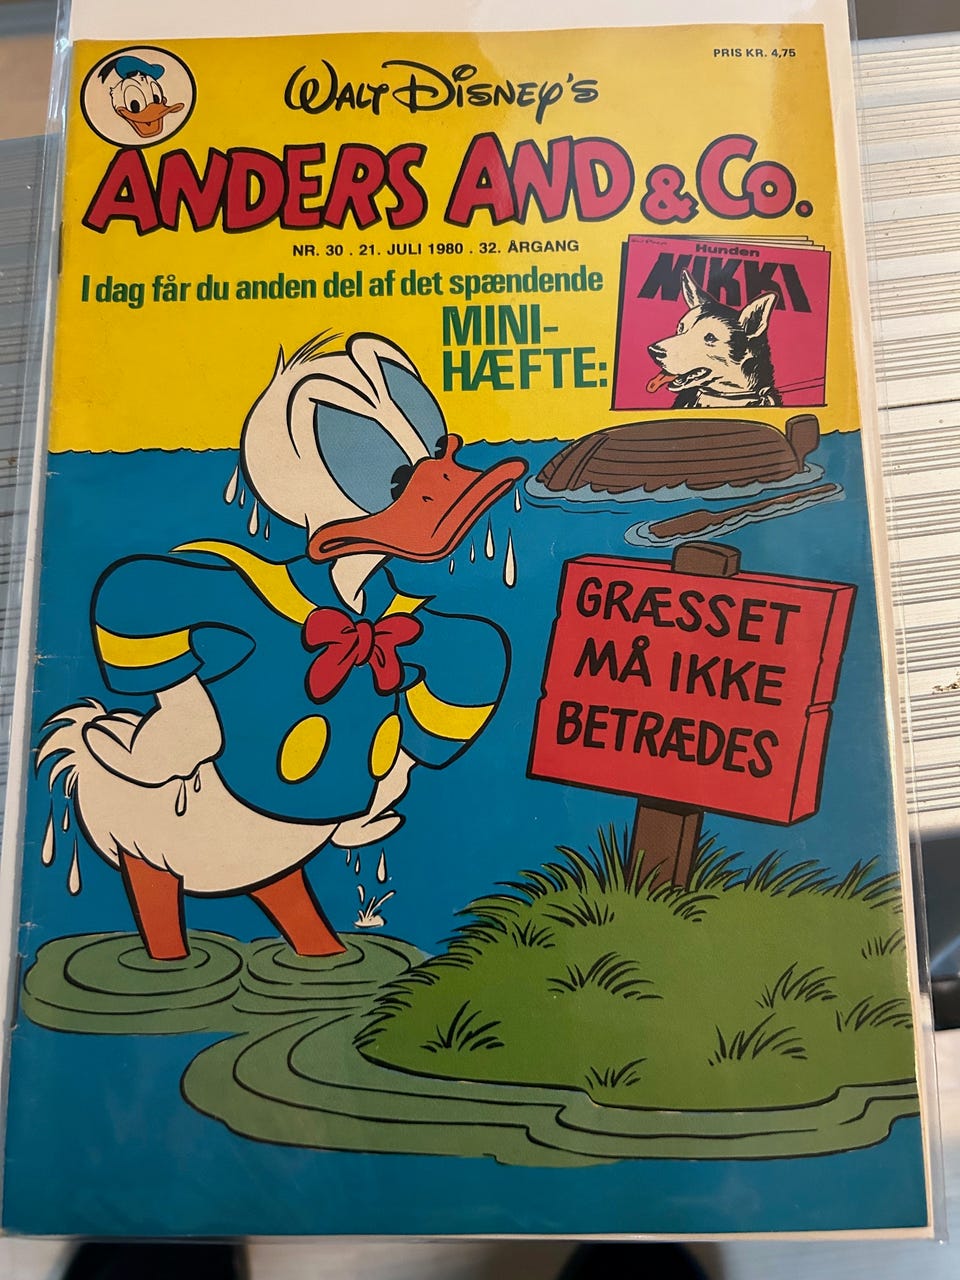 PRIS KR. 4,75
WALT DISNEY'S
ANDERS AND & Co.
NR. 30 . 21. JULI 1980 . 32. ÅRGANG
I dag får du anden del af det spændende
MINI-
HÆFTE:
Hunden
NIKKI
GRÆSSET
MÅ IKKE
BETRÆDES